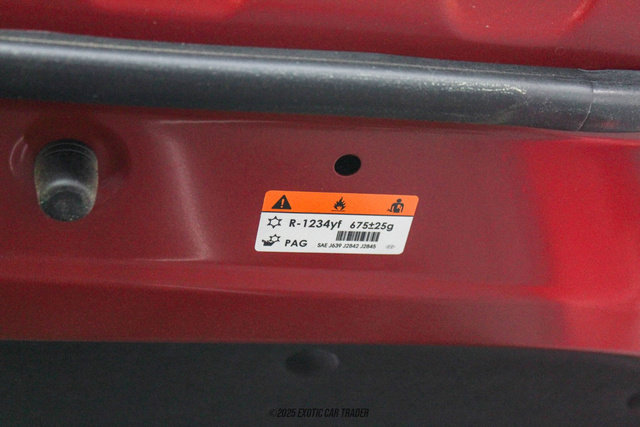 R-1234yf 675±25g
PAG SAE J639 J2842 J2845
©2025 EXOTIC CAR TRADER